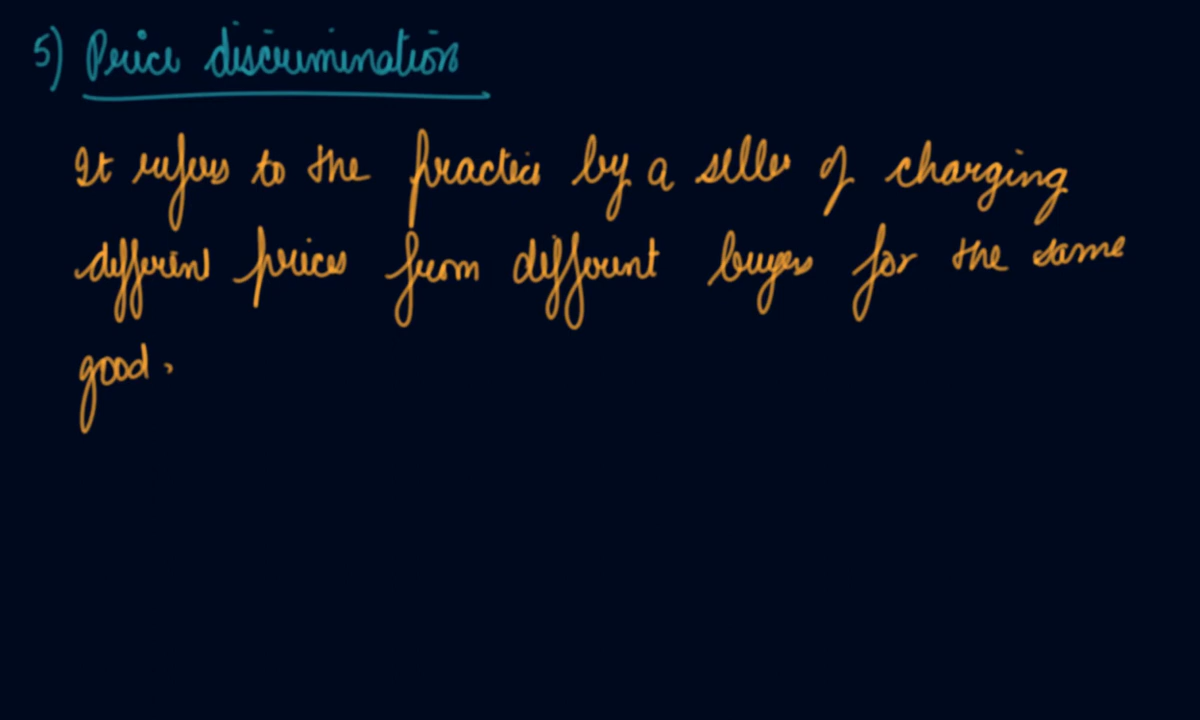 5) Price discrimination
It refers to the practice by a seller of charging
different prices from different buyers for the same
good.